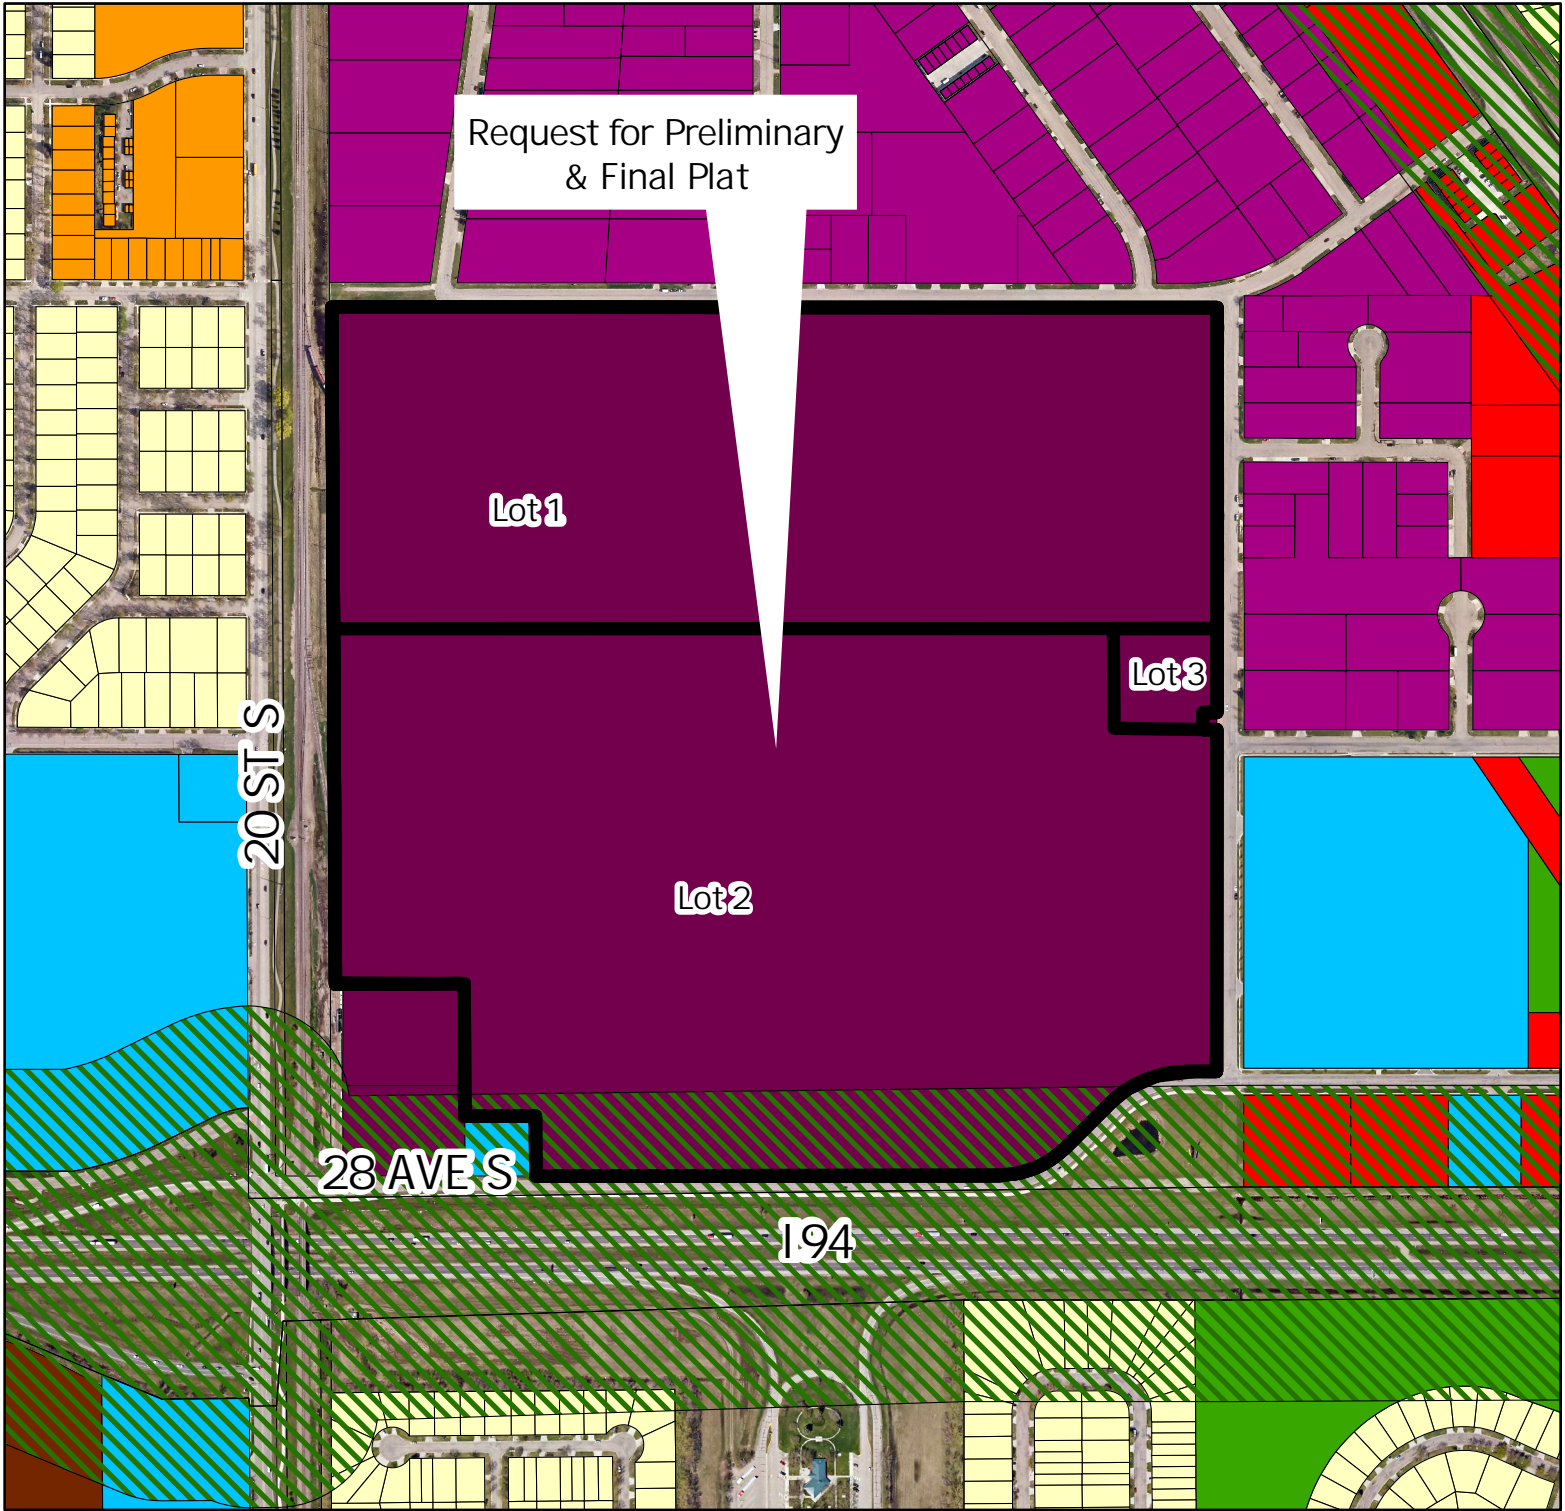 Request for Preliminary
& Final Plat
Lot 1
Lot 3
20 ST S
Lot 2
28 AVE S
I 94